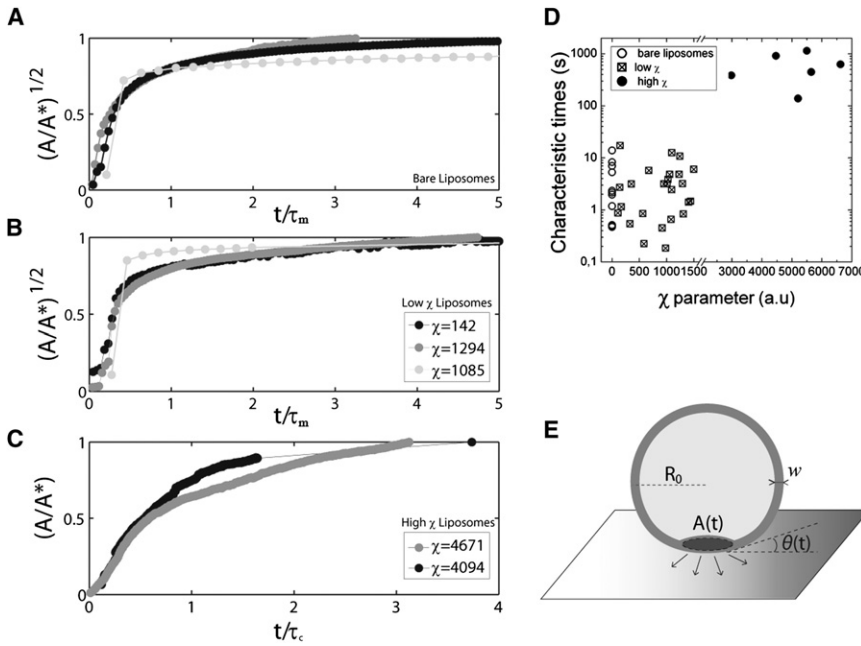 A
(A/A*)^1/2
1
0.5
0
0 1 2 3 4 5
t/τm
Bare Liposomes
B
(A/A*)^1/2
1
0.5
0
0 1 2 3 4 5
t/τm
Low χ Liposomes
χ=142
χ=1294
χ=1085
C
(A/A*)
1
0.5
0
0 1 2 3 4
t/τc
High χ Liposomes
χ=4671
χ=4094
D
Characteristic times (s)
1000
100
10
1
0,1
bare liposomes
low χ
high χ
0 500 1000 1500 3000 4000 5000 6000 7000
χ parameter (a.u)
E
R0
w
A(t)
θ(t)